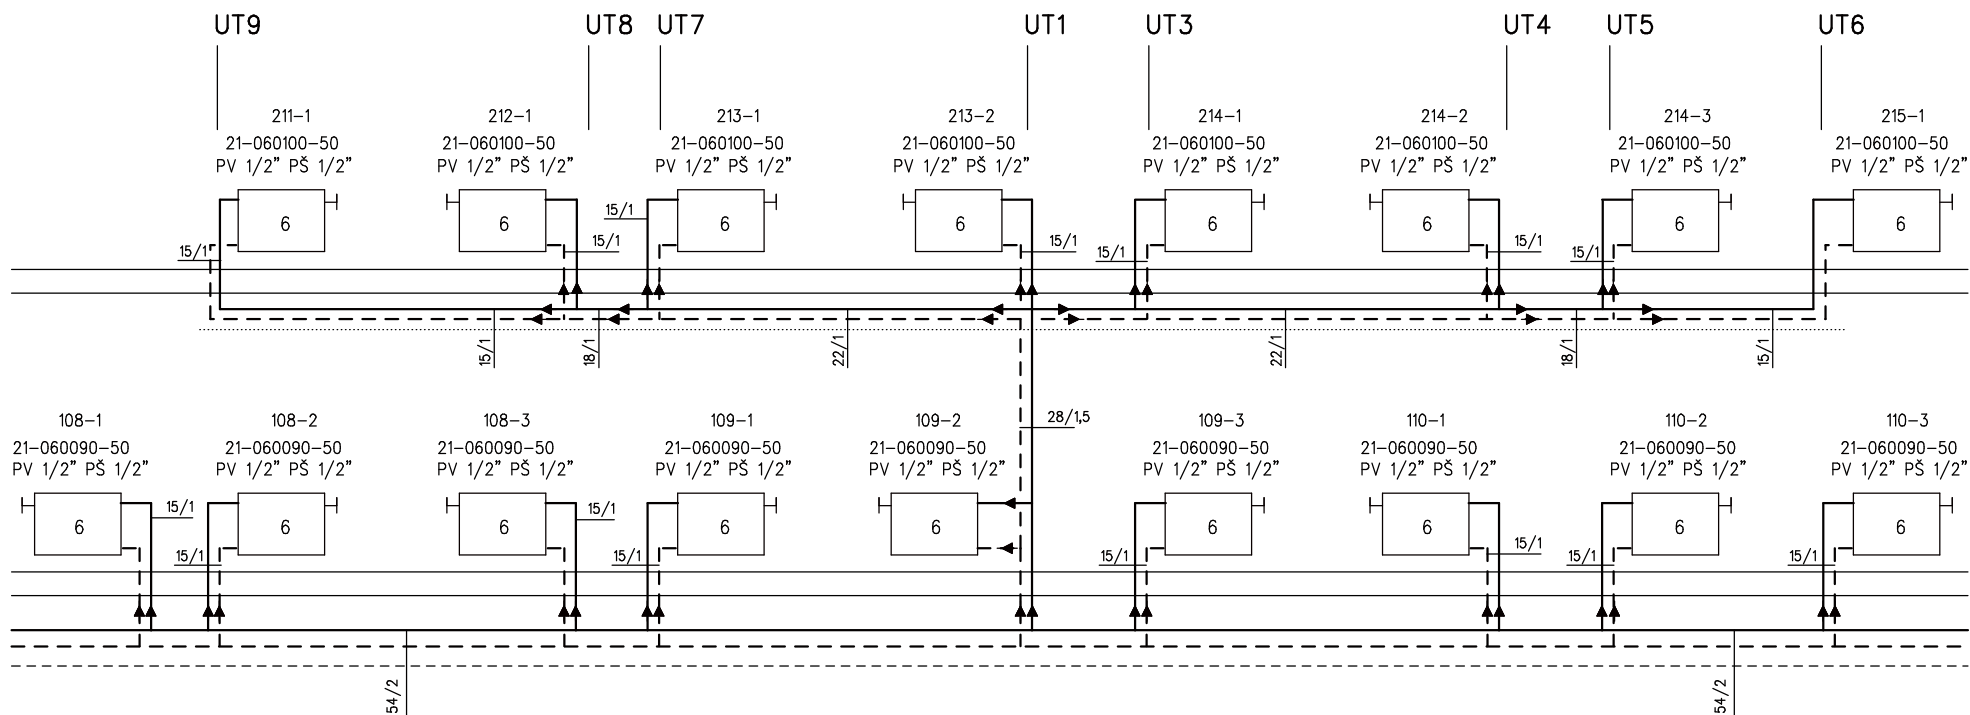 UT9 UT8 UT7 UT1 UT3 UT4 UT5 UT6
211-1 212-1 213-1 213-2 214-1 214-2 214-3 215-1
21-060100-50 21-060100-50 21-060100-50 21-060100-50 21-060100-50 21-060100-50 21-060100-50 21-060100-50
PV 1/2" PŠ 1/2" PV 1/2" PŠ 1/2" PV 1/2" PŠ 1/2" PV 1/2" PŠ 1/2" PV 1/2" PŠ 1/2" PV 1/2" PŠ 1/2" PV 1/2" PŠ 1/2" PV 1/2" PŠ 1/2"
15/1
6 6 6 6 6 6 6 6
15/1 15/1 15/1 15/1 15/1 15/1
15/1 18/1 22/1 22/1 18/1 15/1
108-1 108-2 108-3 109-1 109-2 28/1,5 109-3 110-1 110-2 110-3
21-060090-50 21-060090-50 21-060090-50 21-060090-50 21-060090-50 21-060090-50 21-060090-50 21-060090-50 21-060090-50
PV 1/2" PŠ 1/2" PV 1/2" PŠ 1/2" PV 1/2" PŠ 1/2" PV 1/2" PŠ 1/2" PV 1/2" PŠ 1/2" PV 1/2" PŠ 1/2" PV 1/2" PŠ 1/2" PV 1/2" PŠ 1/2" PV 1/2" PŠ 1/2"
15/1 15/1
6 6 6 6 6 6 6 6 6
15/1 15/1 15/1 15/1 15/1 15/1
54/2 54/2